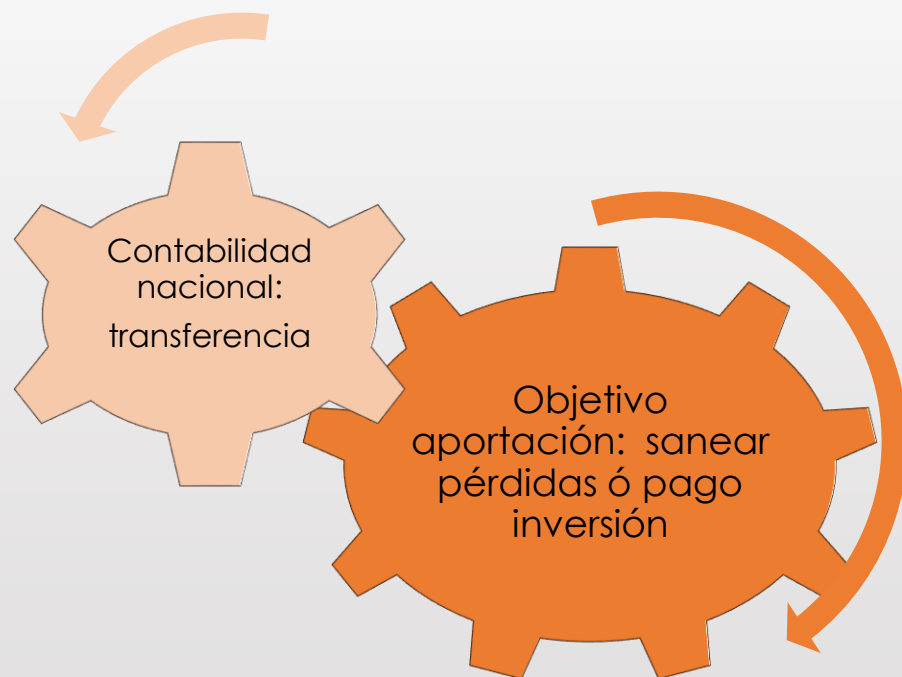 Contabilidad
nacional:
transferencia
Objetivo
aportación: sanear
pérdidas ó pago
inversión